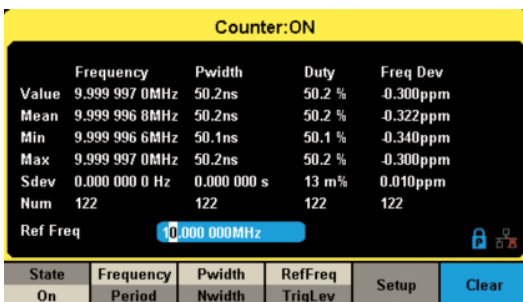 Counter:ON
Frequency Pwidth Duty Freq Dev
Value 9.999 997 0MHz 50.2ns 50.2 % -0.300ppm
Mean 9.999 996 8MHz 50.2ns 50.2 % -0.322ppm
Min 9.999 996 6MHz 50.1ns 50.1 % -0.340ppm
Max 9.999 997 0MHz 50.2ns 50.2 % -0.300ppm
Sdev 0.000 000 0 Hz 0.000 000 s 13 m% 0.010ppm
Num 122 122 122 122
Ref Freq 10.000 000MHz
State Frequency Pwidth RefFreq Setup Clear
On Period Nwidth TrigLev